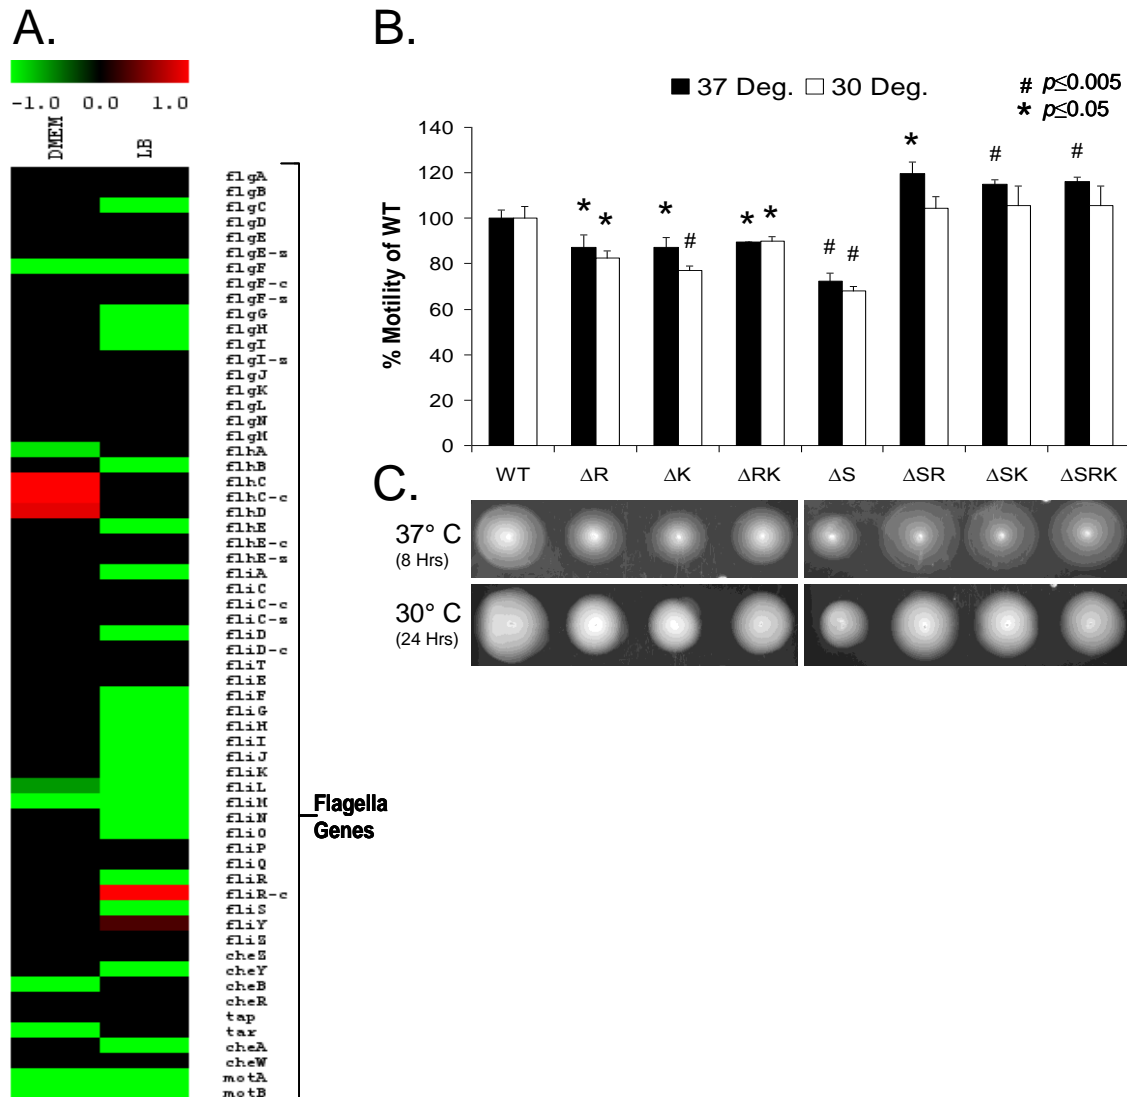 A.
-1.0 0.0 1.0
DMEM LB
flgA
flgB
flgC
flgD
flgE
flgE-s
flgF
flgF-c
flgF-s
flgG
flgH
flgI
flgI-s
flgJ
flgK
flgL
flgN
flgM
flhA
flhB
flhC
flhC-c
flhD
flhE
flhE-c
flhE-s
fliA
fliC
fliC-c
fliC-s
fliD
fliD-c
fliT
fliE
fliF
fliG
fliH
fliI
fliJ
fliK
fliL
fliM
fliN
fliO
fliP
fliQ
fliR
fliR-c
fliS
fliY
fliZ
cheZ
cheY
cheB
cheR
tap
tar
cheA
cheW
motA
motB
Flagella
Genes
B.
37 Deg. 30 Deg.
# p≤0.005
* p≤0.05
% Motility of WT
140
120
100
80
60
40
20
0
* * * # * * # # * # #
WT ΔR ΔK ΔRK ΔS ΔSR ΔSK ΔSRK
C.
37° C
(8 Hrs)
30° C
(24 Hrs)